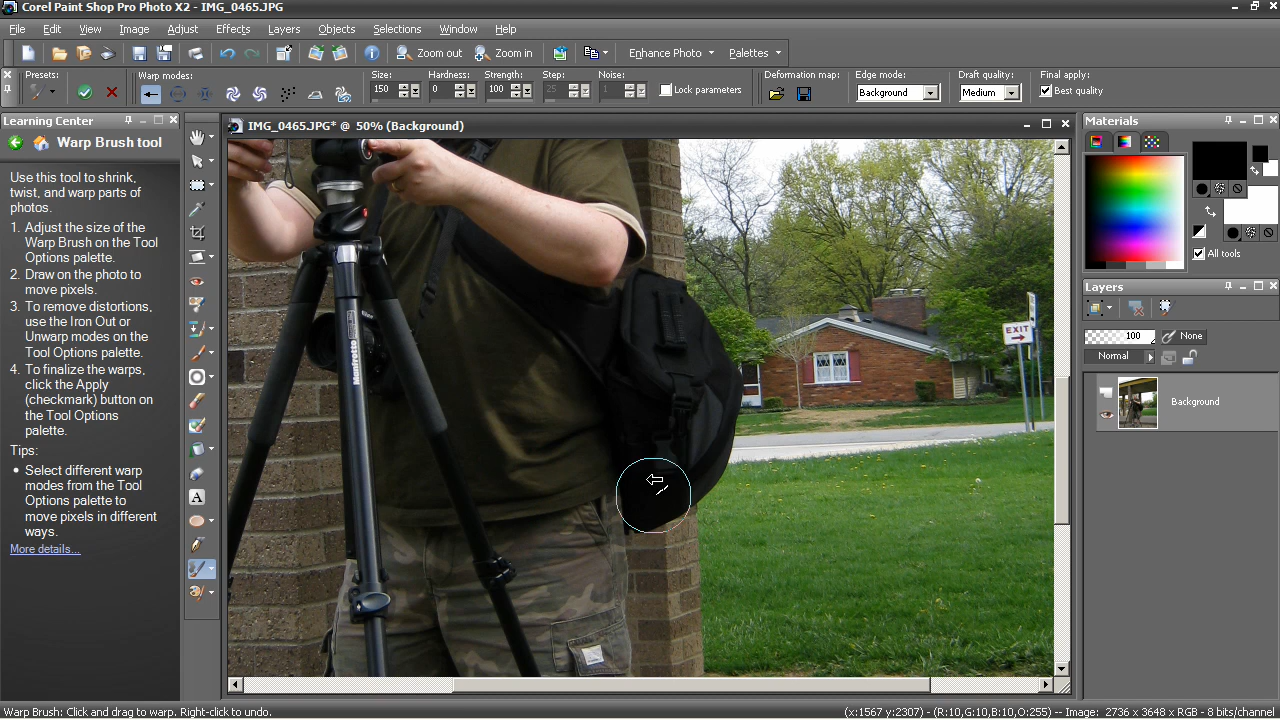 Corel Paint Shop Pro Photo X2 - IMG_0465.JPG
File Edit View Image Adjust Effects Layers Objects Selections Window Help
Zoom out Zoom in Enhance Photo Palettes
Presets: Warp modes: Size: Hardness: Strength: Step: Noise: Deformation map: Edge mode: Draft quality: Final apply:
150 0 100 25 1 Lock parameters Background Medium Best quality
Learning Center
Warp Brush tool
Use this tool to shrink,
twist, and warp parts of
photos.
1. Adjust the size of the
Warp Brush on the Tool
Options palette.
2. Draw on the photo to
move pixels.
3. To remove distortions,
use the Iron Out or
Unwarp modes on the
Tool Options palette.
4. To finalize the warps,
click the Apply
(checkmark) button on
the Tool Options
palette.
Tips:
• Select different warp
modes from the Tool
Options palette to
move pixels in different
ways.
More details...
A
IMG_0465.JPG* @ 50% (Background)
Manfrotto
EXIT
Materials
All tools
Layers
100 None
Normal
Background
Warp Brush: Click and drag to warp. Right-click to undo.
(x:1567 y:2307) - (R:10,G:10,B:10,O:255) -- Image: 2736 x 3648 x RGB - 8 bits/channel